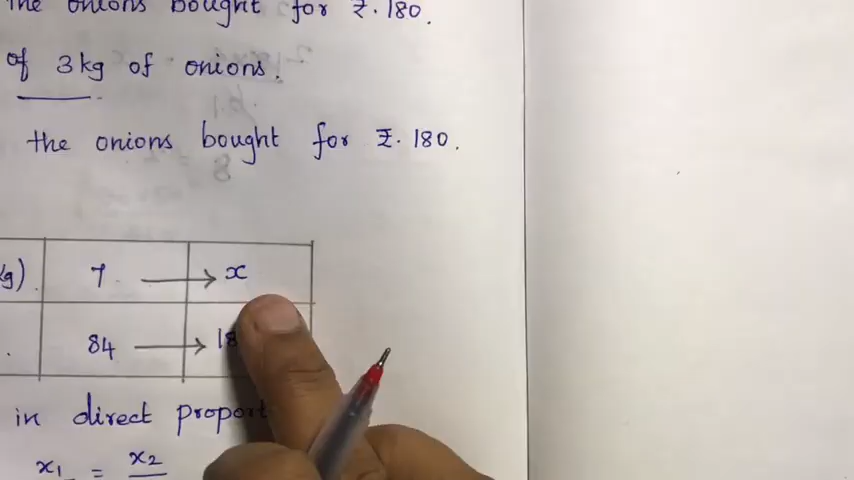 the onions bought for ₹. 180.
of 3kg of onions.
the onions bought for ₹. 180.
kg) 7 → x
84 → 18
in direct proport
x₁ = x₂